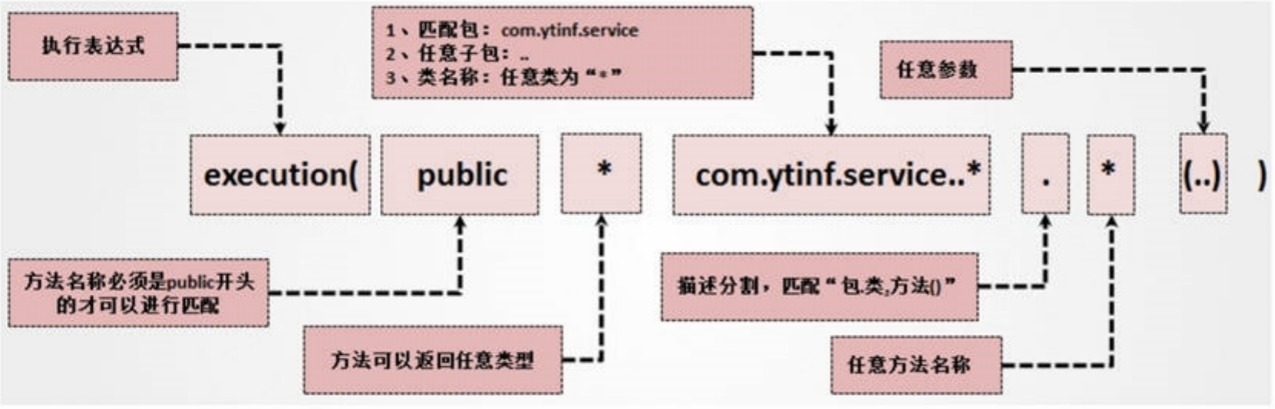 执行表达式
1、匹配包：com.ytinf.service
2、任意子包：..
3、类名称：任意类为“*”
任意参数
execution( public * com.ytinf.service..* . * (..) )
方法名称必须是public开头
的才可以进行匹配
描述分割，匹配“包.类,方法()”
方法可以返回任意类型
任意方法名称